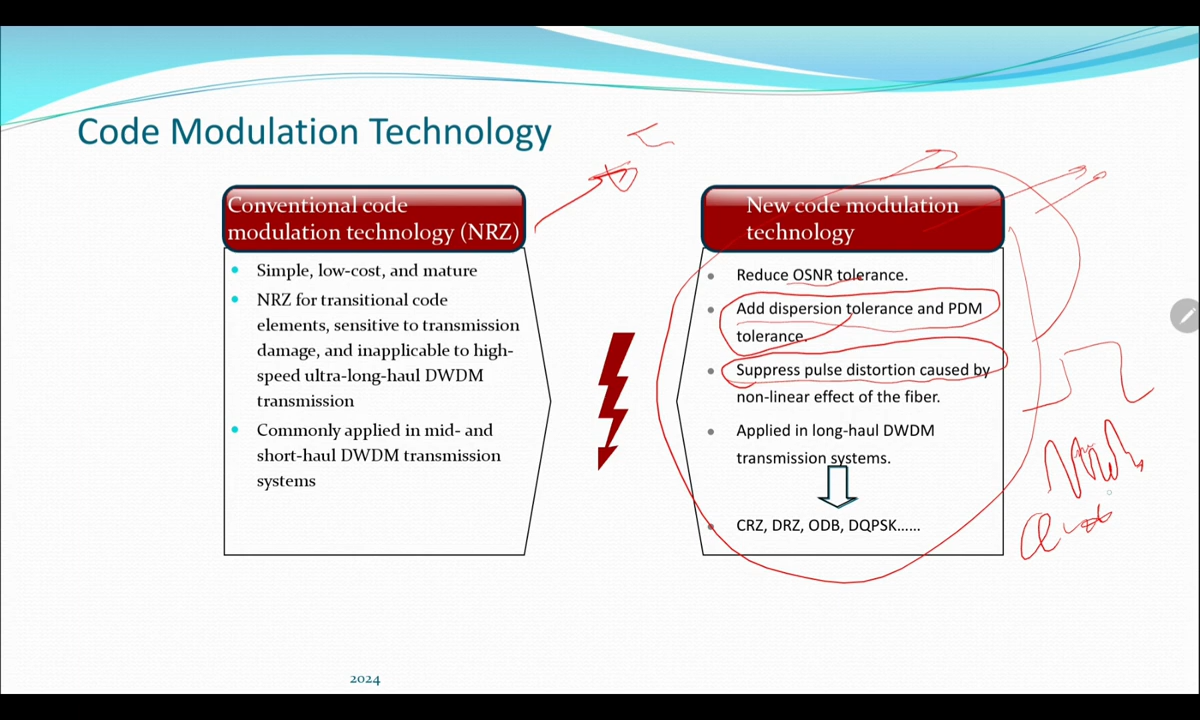 Code Modulation Technology
Conventional code
modulation technology (NRZ)
Simple, low-cost, and mature
NRZ for transitional code
elements, sensitive to transmission
damage, and inapplicable to high-
speed ultra-long-haul DWDM
transmission
Commonly applied in mid- and
short-haul DWDM transmission
systems
New code modulation
technology
Reduce OSNR tolerance.
Add dispersion tolerance and PDM
tolerance.
Suppress pulse distortion caused by
non-linear effect of the fiber.
Applied in long-haul DWDM
transmission systems.
CRZ, DRZ, ODB, DQPSK......
2024